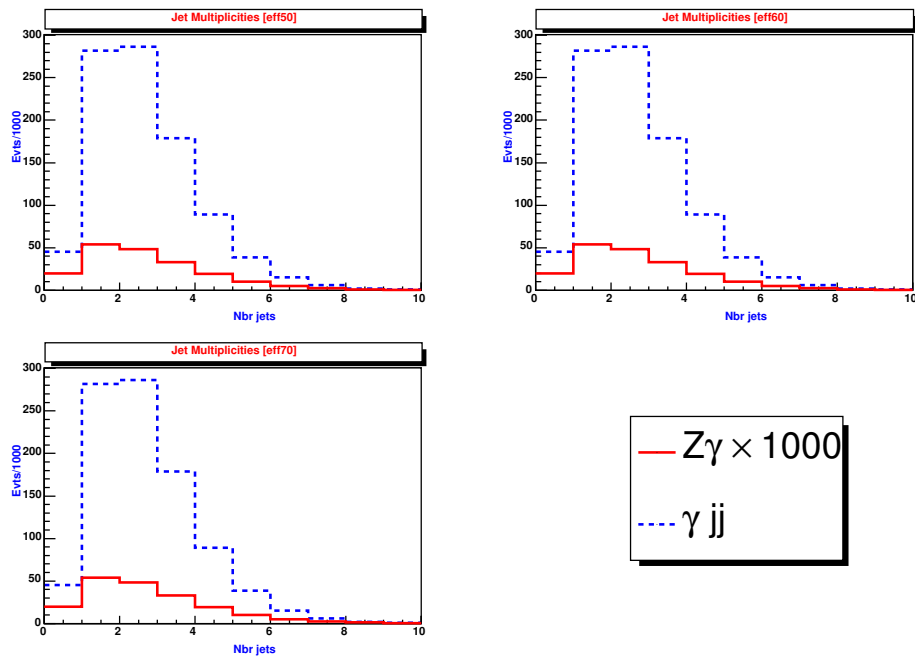 Jet Multiplicities [eff50]
Evts/1000
300
250
200
150
100
50
0
0 2 4 6 8 10
Nbr jets
Jet Multiplicities [eff60]
Evts/1000
300
250
200
150
100
50
0
0 2 4 6 8 10
Nbr jets
Jet Multiplicities [eff70]
Evts/1000
300
250
200
150
100
50
0
0 2 4 6 8 10
Nbr jets
Zγ × 1000
γ jj